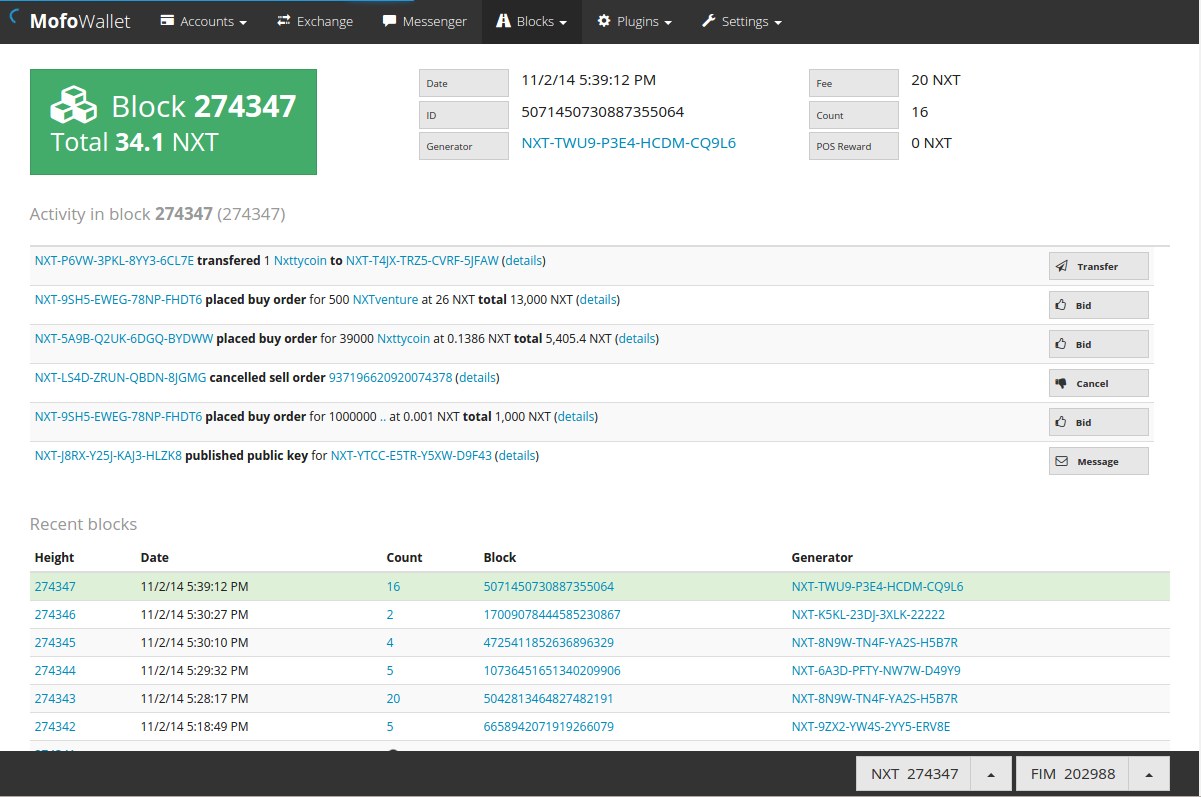 MofoWallet Accounts Exchange Messenger Blocks Plugins Settings
Block 274347
Total 34.1 NXT
Date 11/2/14 5:39:12 PM
ID 5071450730887355064
Generator NXT-TWU9-P3E4-HCDM-CQ9L6
Fee 20 NXT
Count 16
POS Reward 0 NXT
Activity in block 274347 (274347)
NXT-P6VW-3PKL-8YY3-6CL7E transfered 1 Nxttycoin to NXT-T4JX-TRZ5-CVRF-5JFAW (details) Transfer
NXT-9SH5-EWEG-78NP-FHDT6 placed buy order for 500 NXTventure at 26 NXT total 13,000 NXT (details) Bid
NXT-5A9B-Q2UK-6DGQ-BYDWW placed buy order for 39000 Nxttycoin at 0.1386 NXT total 5,405.4 NXT (details) Bid
NXT-LS4D-ZRUN-QBDN-8JGMG cancelled sell order 937196620920074378 (details) Cancel
NXT-9SH5-EWEG-78NP-FHDT6 placed buy order for 1000000 .. at 0.001 NXT total 1,000 NXT (details) Bid
NXT-J8RX-Y25J-KAJ3-HLZK8 published public key for NXT-YTCC-E5TR-Y5XW-D9F43 (details) Message
Recent blocks
Height Date Count Block Generator
274347 11/2/14 5:39:12 PM 16 5071450730887355064 NXT-TWU9-P3E4-HCDM-CQ9L6
274346 11/2/14 5:30:27 PM 2 17009078444585230867 NXT-K5KL-23DJ-3XLK-22222
274345 11/2/14 5:30:10 PM 4 4725411852636896329 NXT-8N9W-TN4F-YA2S-H5B7R
274344 11/2/14 5:29:32 PM 5 10736451651340209906 NXT-6A3D-PFTY-NW7W-D49Y9
274343 11/2/14 5:28:17 PM 20 5042813464827482191 NXT-8N9W-TN4F-YA2S-H5B7R
274342 11/2/14 5:18:49 PM 5 6658942071919266079 NXT-9ZX2-YW4S-2YY5-ERV8E
NXT 274347 FIM 202988